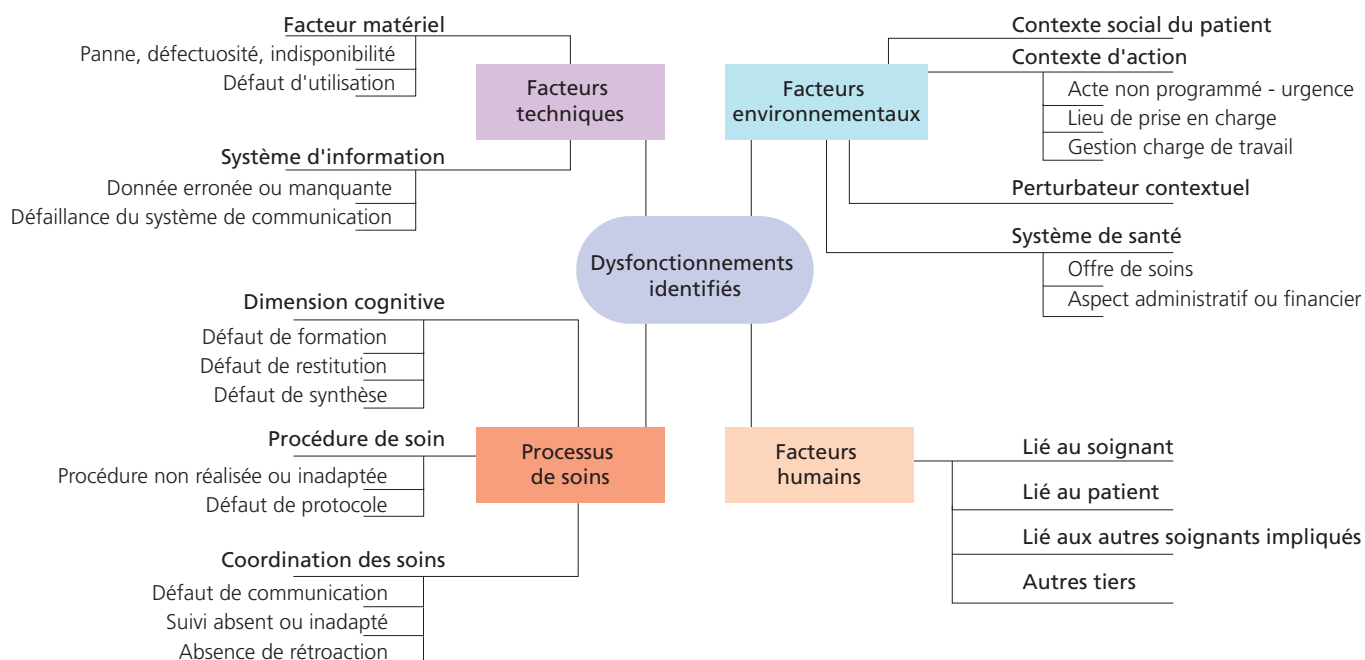 Facteur matériel
Panne, défectuosité, indisponibilité
Défaut d'utilisation
Facteurs
techniques
Système d'information
Donnée erronée ou manquante
Défaillance du système de communication
Contexte social du patient
Facteurs
environnementaux
Contexte d'action
Acte non programmé - urgence
Lieu de prise en charge
Gestion charge de travail
Perturbateur contextuel
Système de santé
Offre de soins
Aspect administratif ou financier
Dysfonctionnements
identifiés
Dimension cognitive
Défaut de formation
Défaut de restitution
Défaut de synthèse
Procédure de soin
Procédure non réalisée ou inadaptée
Défaut de protocole
Processus
de soins
Coordination des soins
Défaut de communication
Suivi absent ou inadapté
Absence de rétroaction
Facteurs
humains
Lié au soignant
Lié au patient
Lié aux autres soignants impliqués
Autres tiers